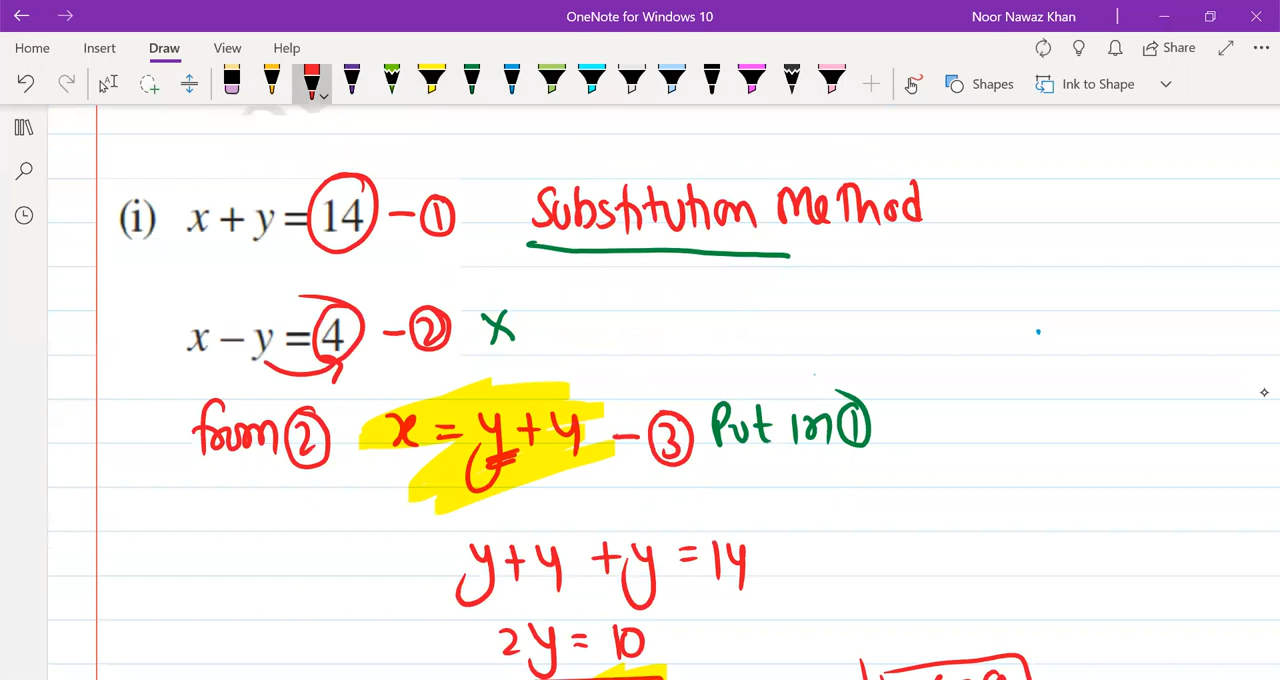 OneNote for Windows 10
Noor Nawaz Khan
Home Insert Draw View Help
Share
Shapes Ink to Shape
(i) x + y = 14 - ① Substitution Method
x − y = 4 - ② x
from ② x = y + 4 - ③ Put in ①
y + 4 + y = 14
2y = 10